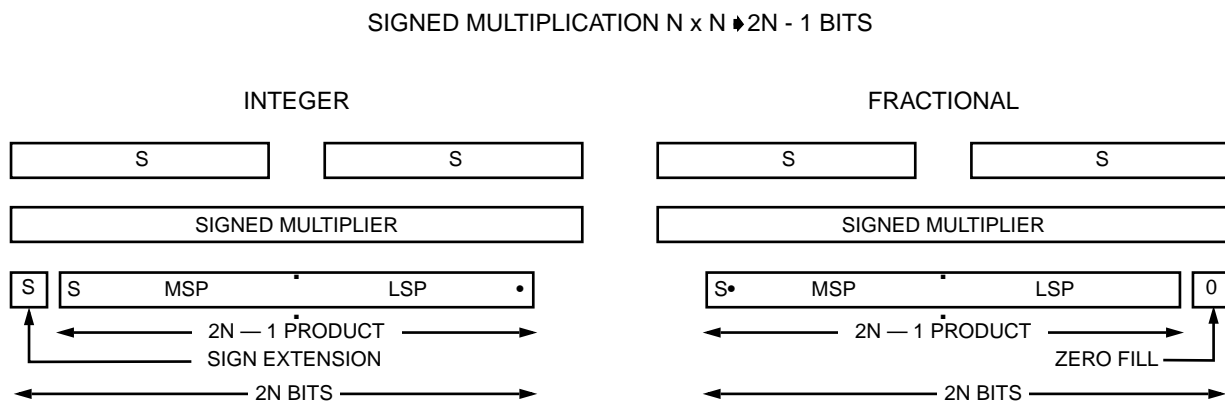 SIGNED MULTIPLICATION N x N ➧ 2N - 1 BITS
INTEGER
FRACTIONAL
S S
S S
SIGNED MULTIPLIER
SIGNED MULTIPLIER
S S MSP LSP •
S• MSP LSP 0
2N — 1 PRODUCT
2N — 1 PRODUCT
SIGN EXTENSION
ZERO FILL
2N BITS
2N BITS